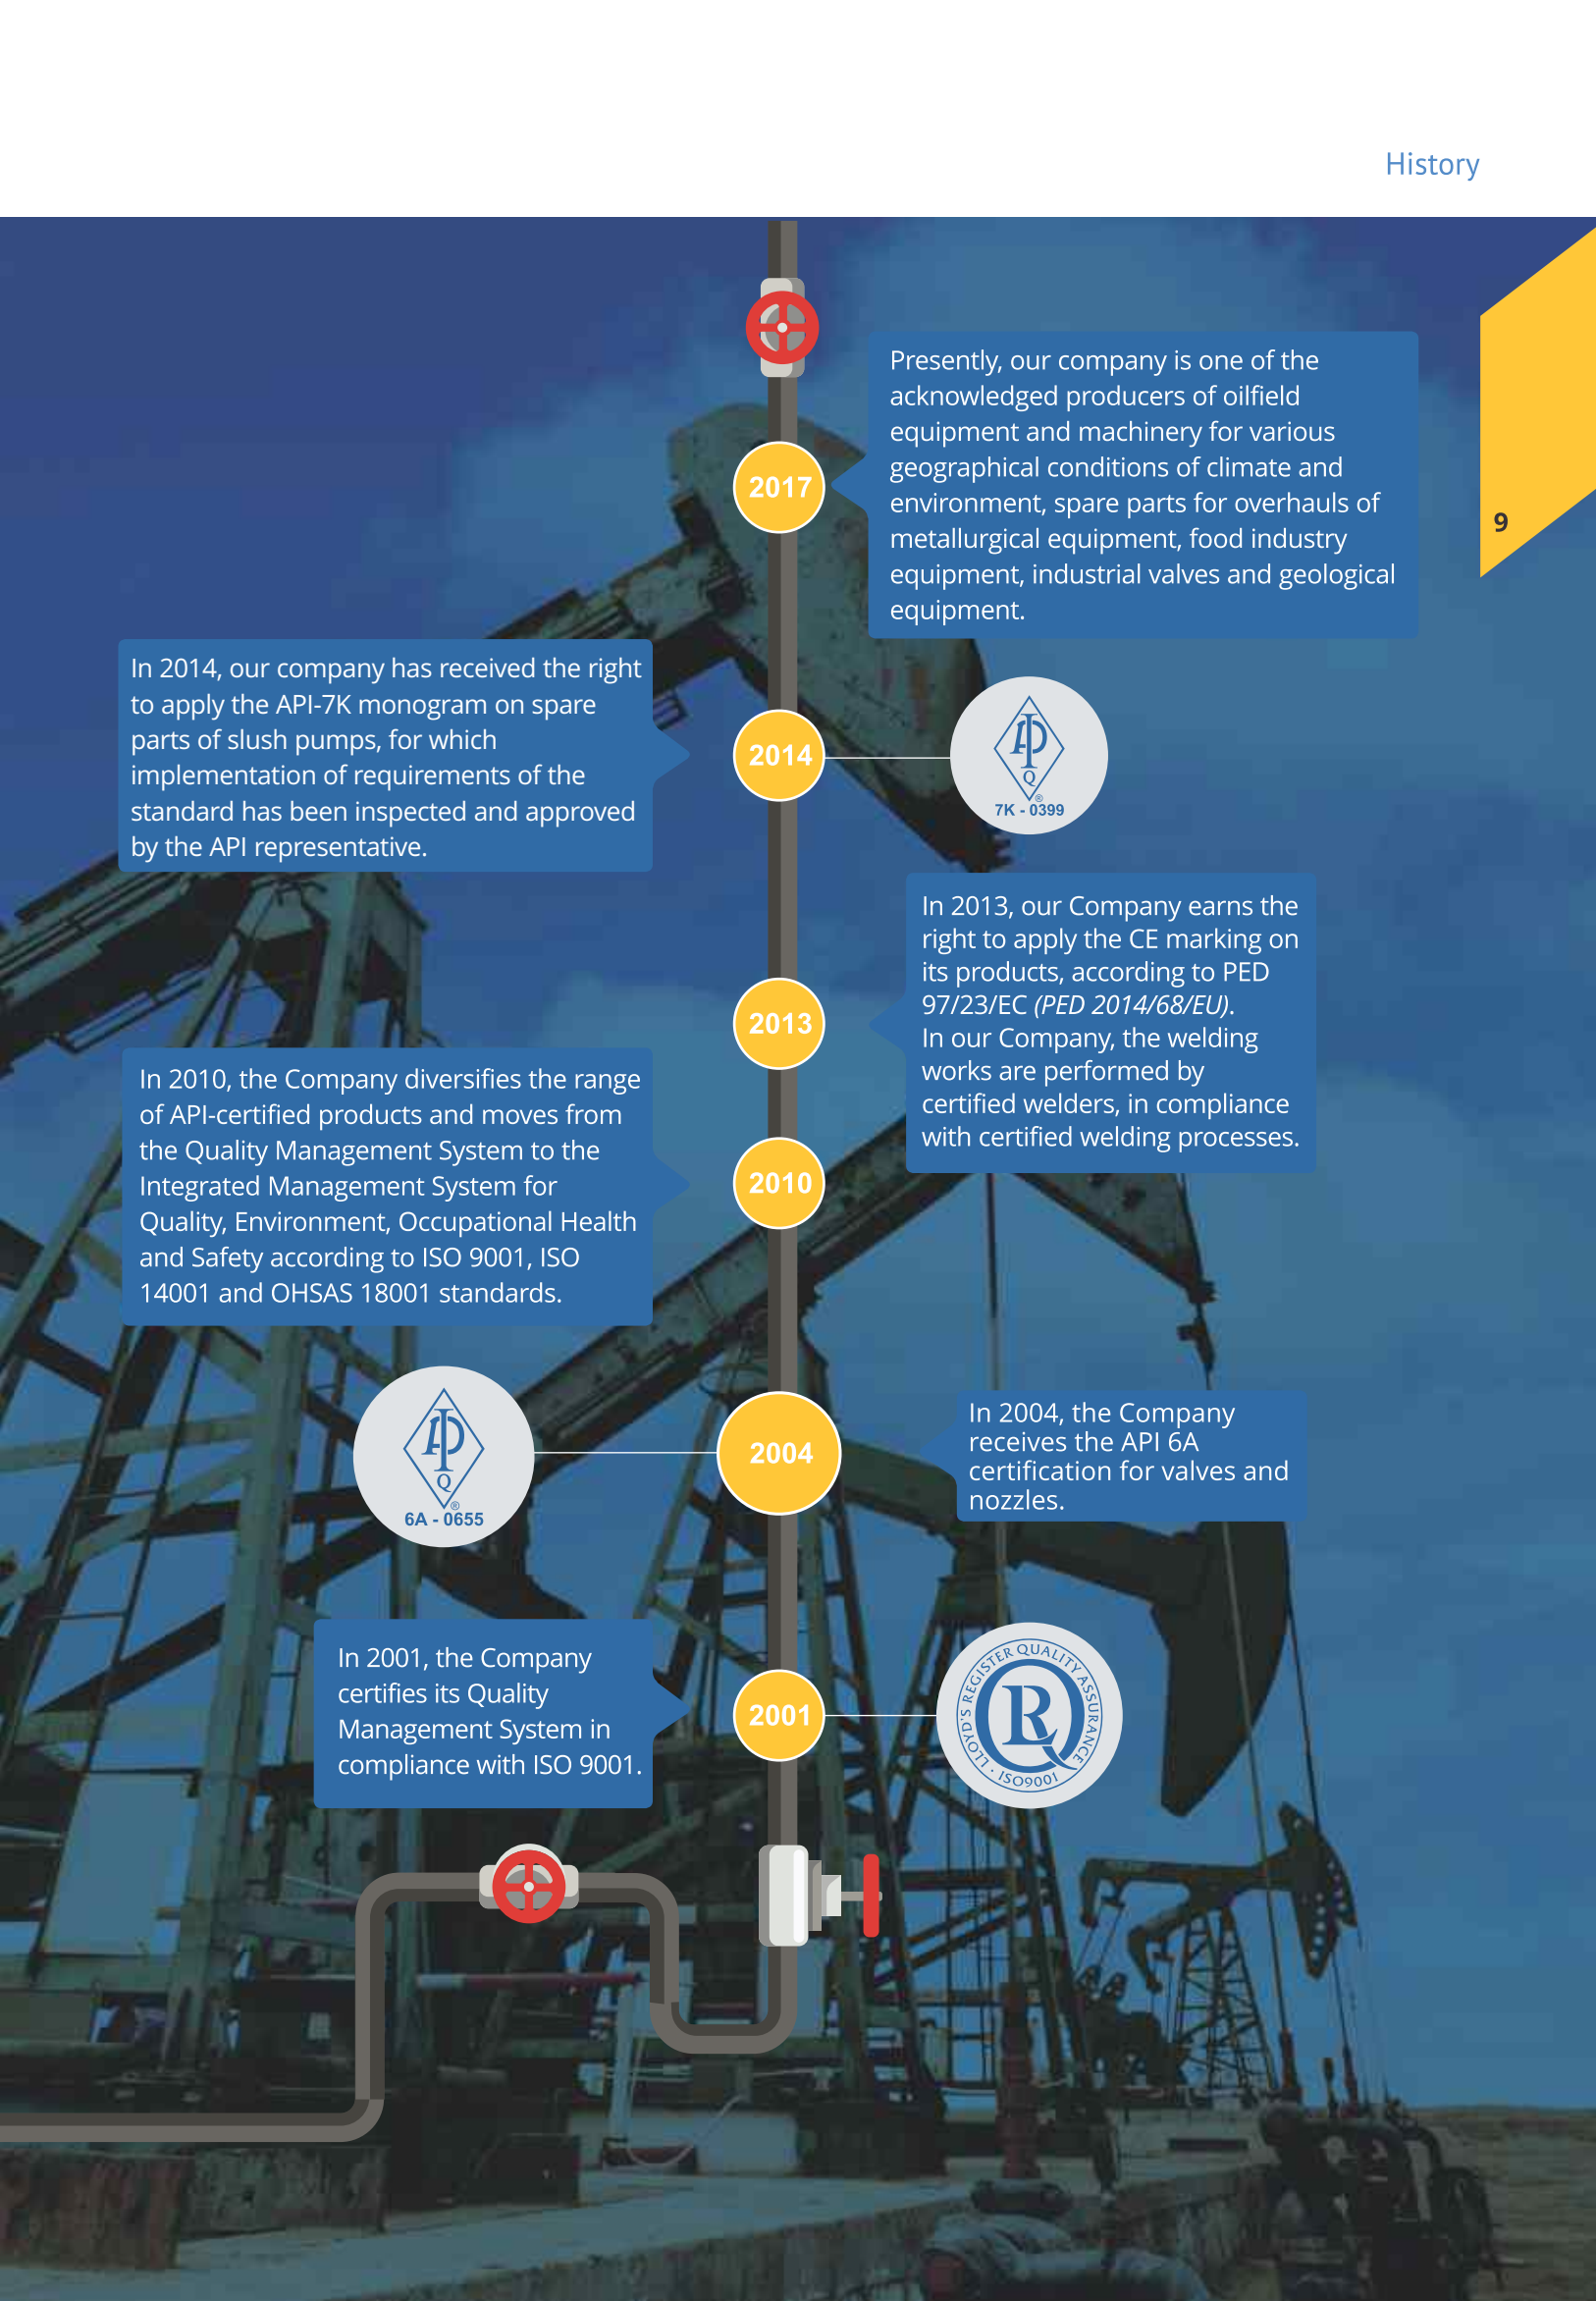 History
Presently, our company is one of the
acknowledged producers of oilfield
equipment and machinery for various
geographical conditions of climate and
environment, spare parts for overhauls of
metallurgical equipment, food industry
equipment, industrial valves and geological
equipment.
2017
9
In 2014, our company has received the right
to apply the API-7K monogram on spare
parts of slush pumps, for which
implementation of requirements of the
standard has been inspected and approved
by the API representative.
2014
API
Q
®
7K - 0399
In 2013, our Company earns the
right to apply the CE marking on
its products, according to PED
97/23/EC (PED 2014/68/EU).
In our Company, the welding
works are performed by
certified welders, in compliance
with certified welding processes.
2013
In 2010, the Company diversifies the range
of API-certified products and moves from
the Quality Management System to the
Integrated Management System for
Quality, Environment, Occupational Health
and Safety according to ISO 9001, ISO
14001 and OHSAS 18001 standards.
2010
API
Q
®
6A - 0655
2004
In 2004, the Company
receives the API 6A
certification for valves and
nozzles.
In 2001, the Company
certifies its Quality
Management System in
compliance with ISO 9001.
2001
LLOYD'S REGISTER QUALITY ASSURANCE
LRQ
· ISO9001 ·